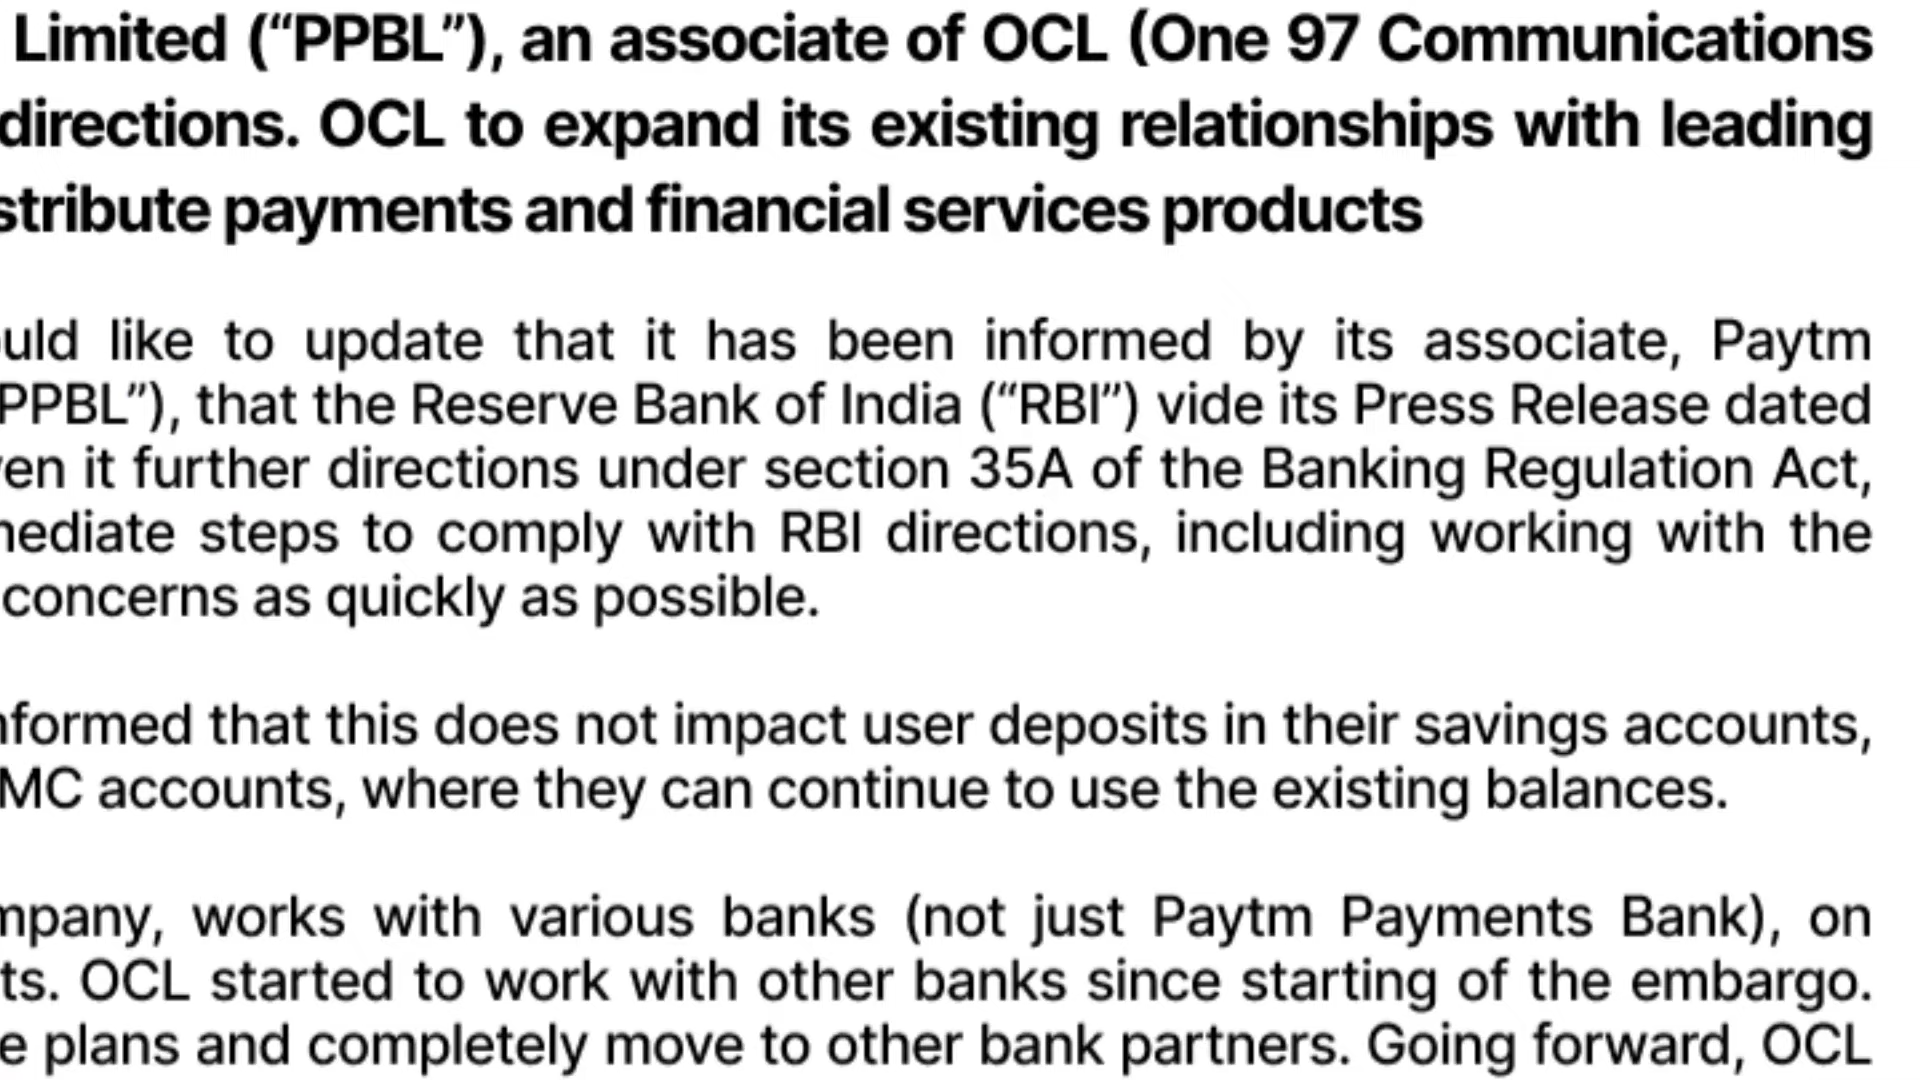 Limited (“PPBL”), an associate of OCL (One 97 Communications
directions. OCL to expand its existing relationships with leading
stribute payments and financial services products
uld like to update that it has been informed by its associate, Paytm
PPBL”), that the Reserve Bank of India (“RBI”) vide its Press Release dated
en it further directions under section 35A of the Banking Regulation Act,
mediate steps to comply with RBI directions, including working with the
concerns as quickly as possible.
nformed that this does not impact user deposits in their savings accounts,
MC accounts, where they can continue to use the existing balances.
mpany, works with various banks (not just Paytm Payments Bank), on
ts. OCL started to work with other banks since starting of the embargo.
e plans and completely move to other bank partners. Going forward, OCL